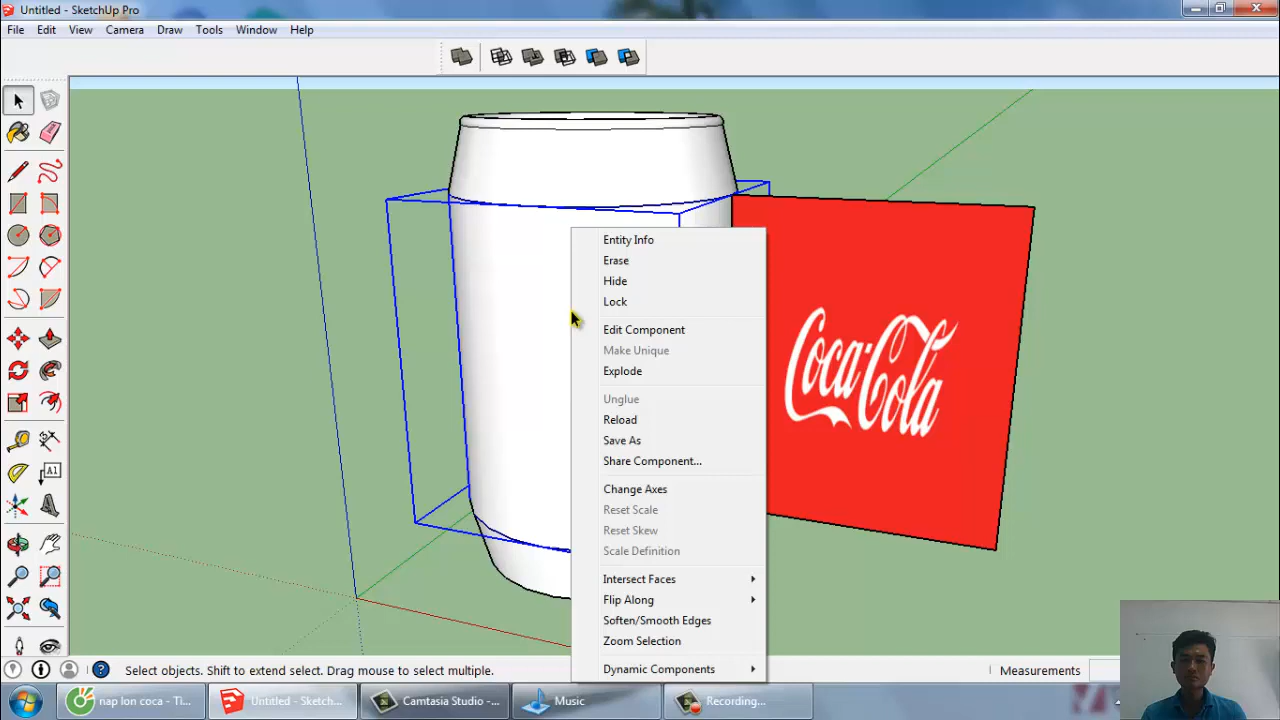 Untitled - SketchUp Pro
File Edit View Camera Draw Tools Window Help
Entity Info
Erase
Hide
Lock
Edit Component
Make Unique
Explode
Unglue
Reload
Save As
Share Component...
Change Axes
Reset Scale
Reset Skew
Scale Definition
Intersect Faces
Flip Along
Soften/Smooth Edges
Zoom Selection
Dynamic Components
Coca-Cola
A1
Select objects. Shift to extend select. Drag mouse to select multiple.
Measurements
nap lon coca - Ti...
Untitled - Sketch...
Camtasia Studio -...
Music
Recording...